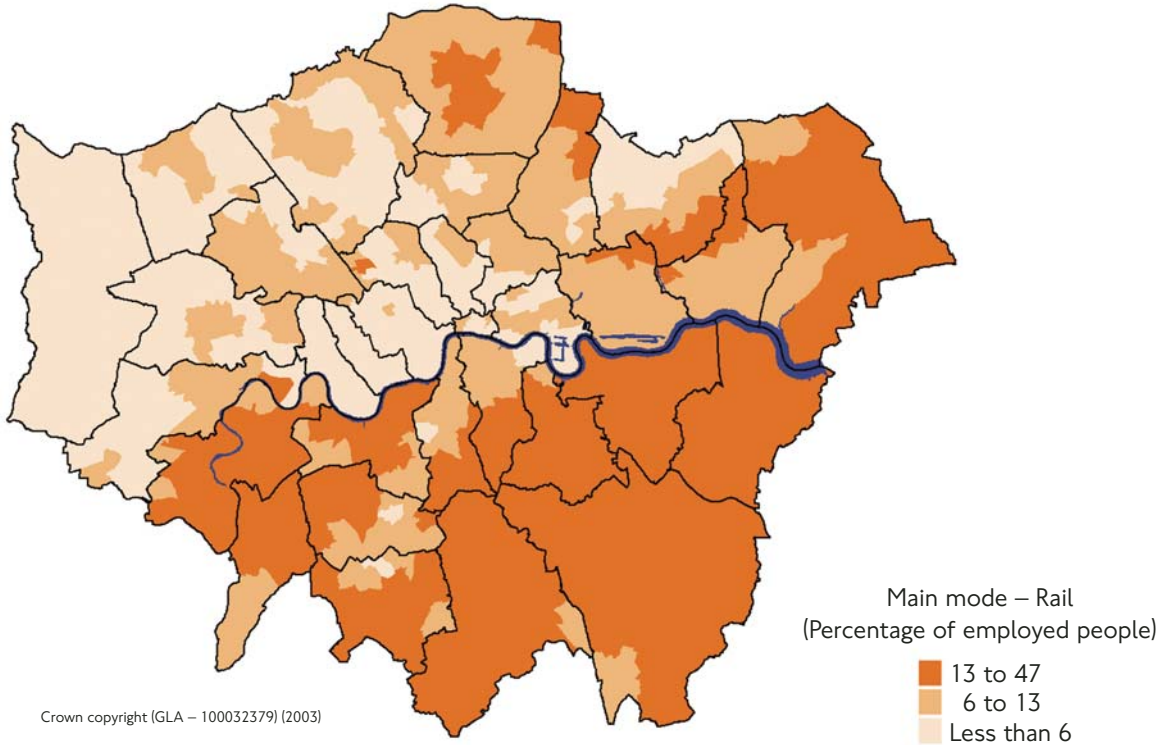 Main mode – Rail
(Percentage of employed people)
13 to 47
6 to 13
Less than 6
Crown copyright (GLA – 100032379) (2003)